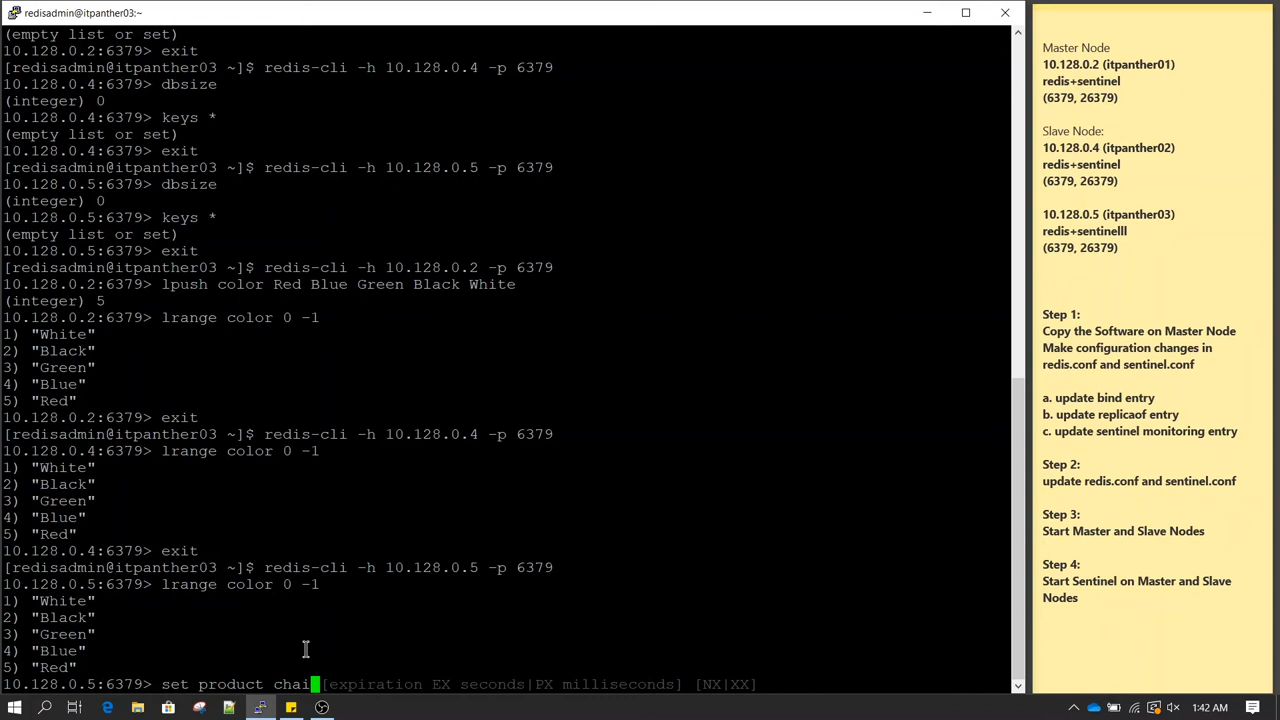 redisadmin@itpanther03:~
(empty list or set)
10.128.0.2:6379> exit
[redisadmin@itpanther03 ~]$ redis-cli -h 10.128.0.4 -p 6379
10.128.0.4:6379> dbsize
(integer) 0
10.128.0.4:6379> keys *
(empty list or set)
10.128.0.4:6379> exit
[redisadmin@itpanther03 ~]$ redis-cli -h 10.128.0.5 -p 6379
10.128.0.5:6379> dbsize
(integer) 0
10.128.0.5:6379> keys *
(empty list or set)
10.128.0.5:6379> exit
[redisadmin@itpanther03 ~]$ redis-cli -h 10.128.0.2 -p 6379
10.128.0.2:6379> lpush color Red Blue Green Black White
(integer) 5
10.128.0.2:6379> lrange color 0 -1
1) "White"
2) "Black"
3) "Green"
4) "Blue"
5) "Red"
10.128.0.2:6379> exit
[redisadmin@itpanther03 ~]$ redis-cli -h 10.128.0.4 -p 6379
10.128.0.4:6379> lrange color 0 -1
1) "White"
2) "Black"
3) "Green"
4) "Blue"
5) "Red"
10.128.0.4:6379> exit
[redisadmin@itpanther03 ~]$ redis-cli -h 10.128.0.5 -p 6379
10.128.0.5:6379> lrange color 0 -1
1) "White"
2) "Black"
3) "Green"
4) "Blue"
5) "Red"
10.128.0.5:6379> set product chai [expiration EX seconds|PX milliseconds] [NX|XX]
Master Node
10.128.0.2 (itpanther01)
redis+sentinel
(6379, 26379)
Slave Node:
10.128.0.4 (itpanther02)
redis+sentinel
(6379, 26379)
10.128.0.5 (itpanther03)
redis+sentinelll
(6379, 26379)
Step 1:
Copy the Software on Master Node
Make configuration changes in
redis.conf and sentinel.conf
a. update bind entry
b. update replicaof entry
c. update sentinel monitoring entry
Step 2:
update redis.conf and sentinel.conf
Step 3:
Start Master and Slave Nodes
Step 4:
Start Sentinel on Master and Slave
Nodes
1:42 AM